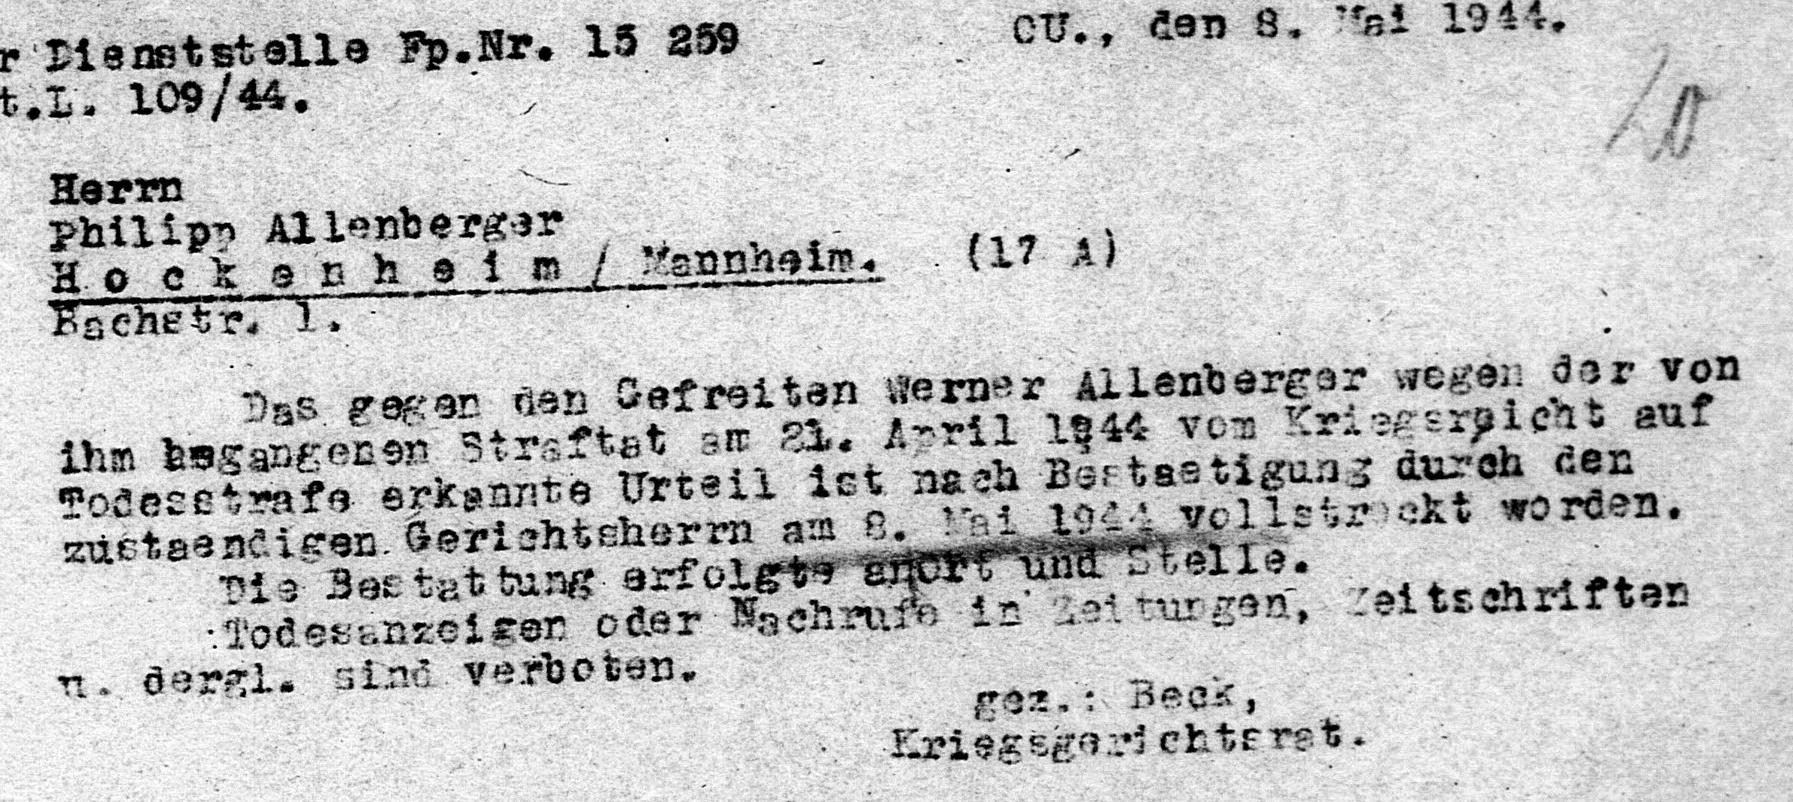 r Dienststelle Fp.Nr. 15 259 CU., den 8. Mai 1944.
t.L. 109/44.
20
Herrn
Philipp Allenberger
H o c k e n h e i m / Mannheim. (17 A)
Bachstr. 1.
Das gegen den Gefreiten Werner Allenberger wegen der von
ihm begangenen Straftat am 21. April 1944 vom Kriegsrpicht auf
Todesstrafe erkannte Urteil ist nach Bestaetigung durch den
zustaendigen Gerichtsherrn am 8. Mai 1944 vollstreckt worden.
Die Bestattung erfolgte anOrt und Stelle.
Todesanzeigen oder Nachrufe in Zeitungen, Zeitschriften
u. dergl. sind verboten.
gez.: Beck,
Kriegsgerichtsrat.